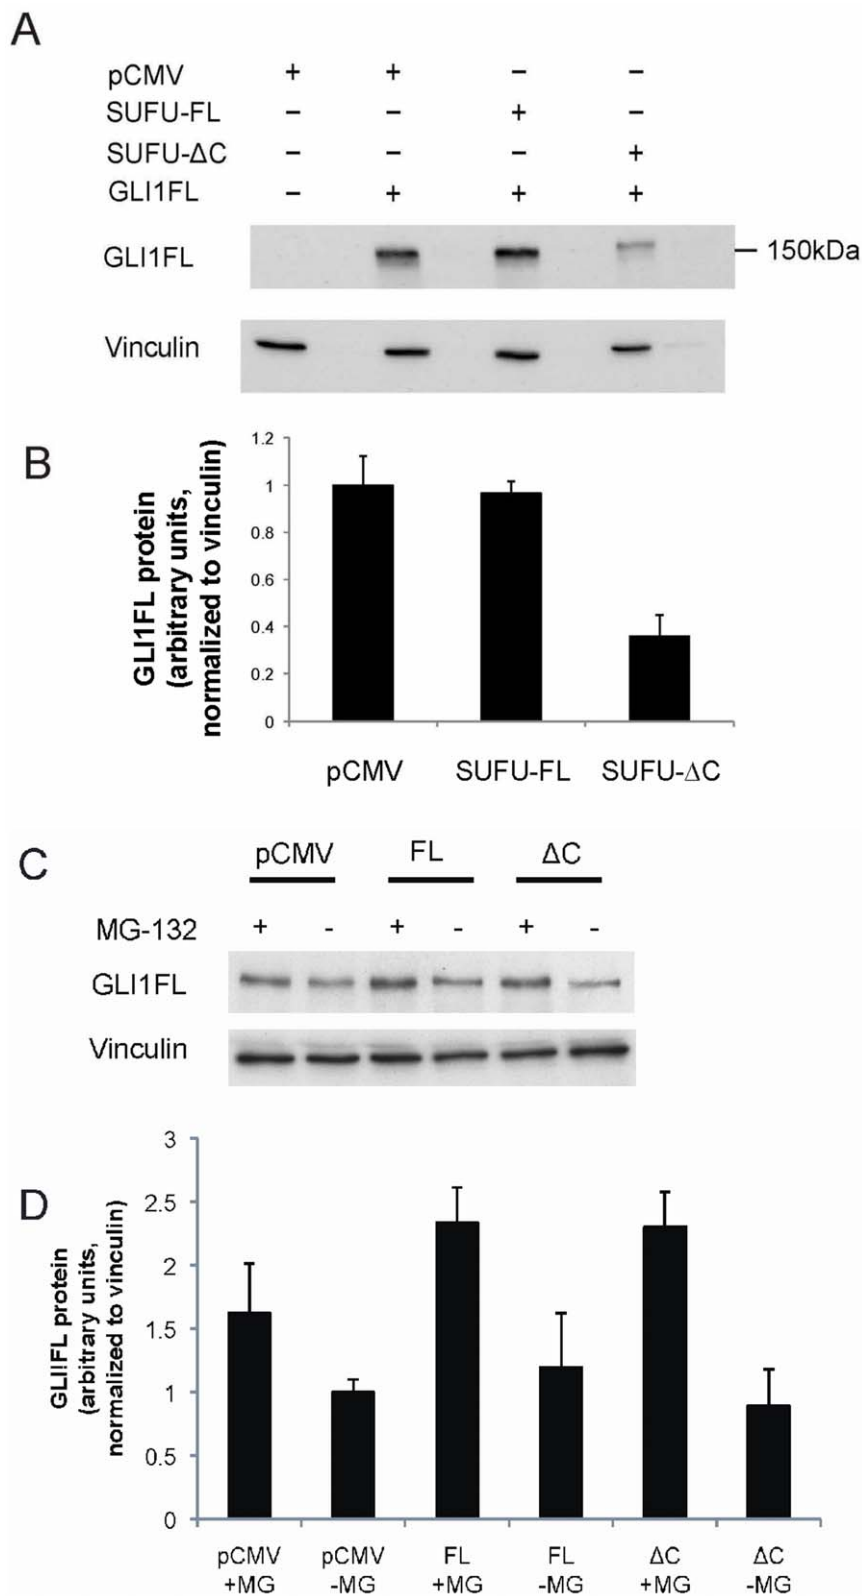 A
pCMV + + – –
SUFU-FL – – + –
SUFU-ΔC – – – +
GLI1FL – + + +
GLI1FL
150kDa
Vinculin
B
GLI1FL protein
(arbitrary units,
normalized to vinculin)
1.2
1
0.8
0.6
0.4
0.2
0
pCMV SUFU-FL SUFU-ΔC
C
pCMV FL ΔC
MG-132 + - + - + -
GLI1FL
Vinculin
D
GLI!FL protein
(arbitrary units,
normalized to vinculin)
3
2.5
2
1.5
1
0.5
0
pCMV pCMV FL FL ΔC ΔC
+MG -MG +MG -MG +MG -MG